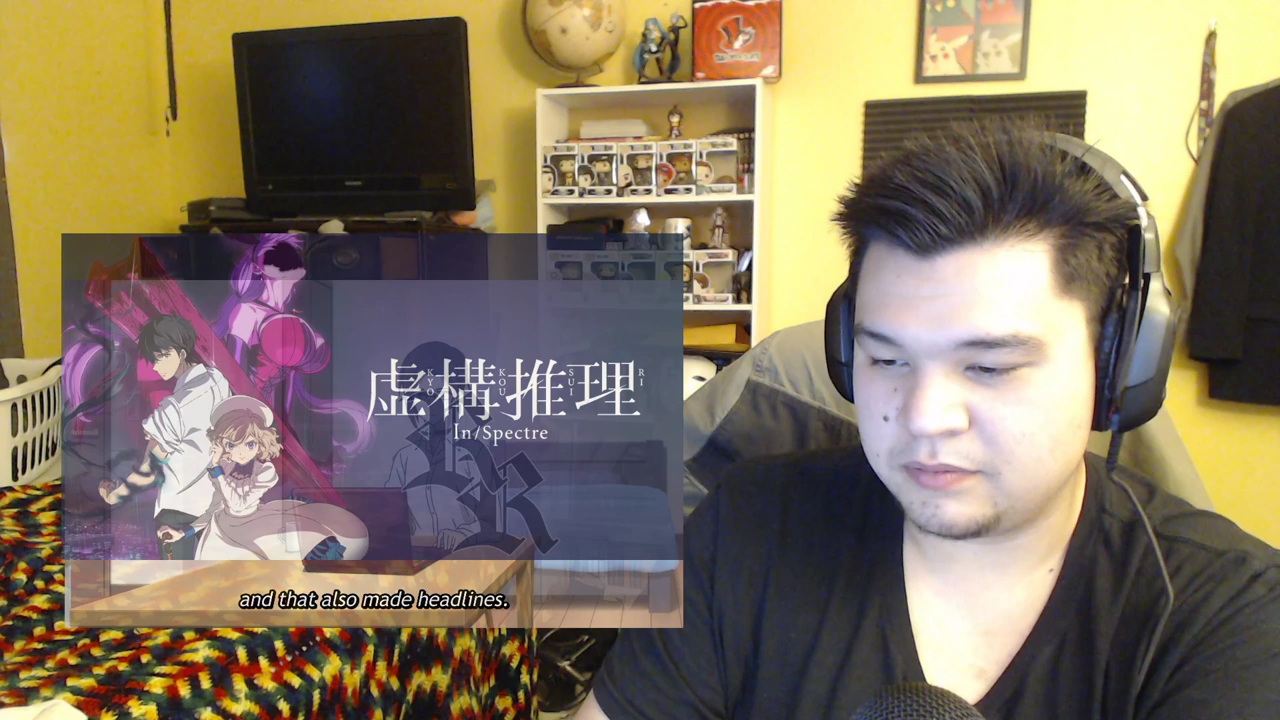 虚構推理
KYO KOU SUI RI
In/Spectre
and that also made headlines.